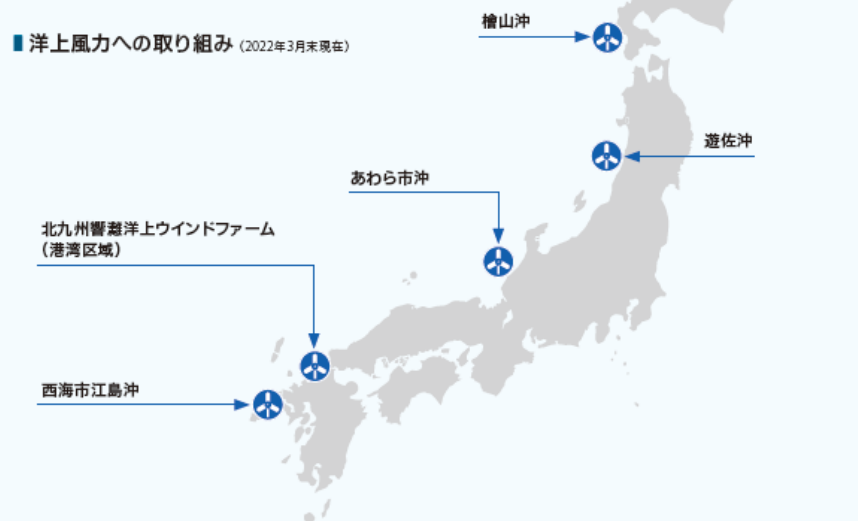 洋上風力への取り組み（2022年3月末現在）
檜山沖
遊佐沖
あわら市沖
北九州響灘洋上ウインドファーム
（港湾区域）
西海市江島沖